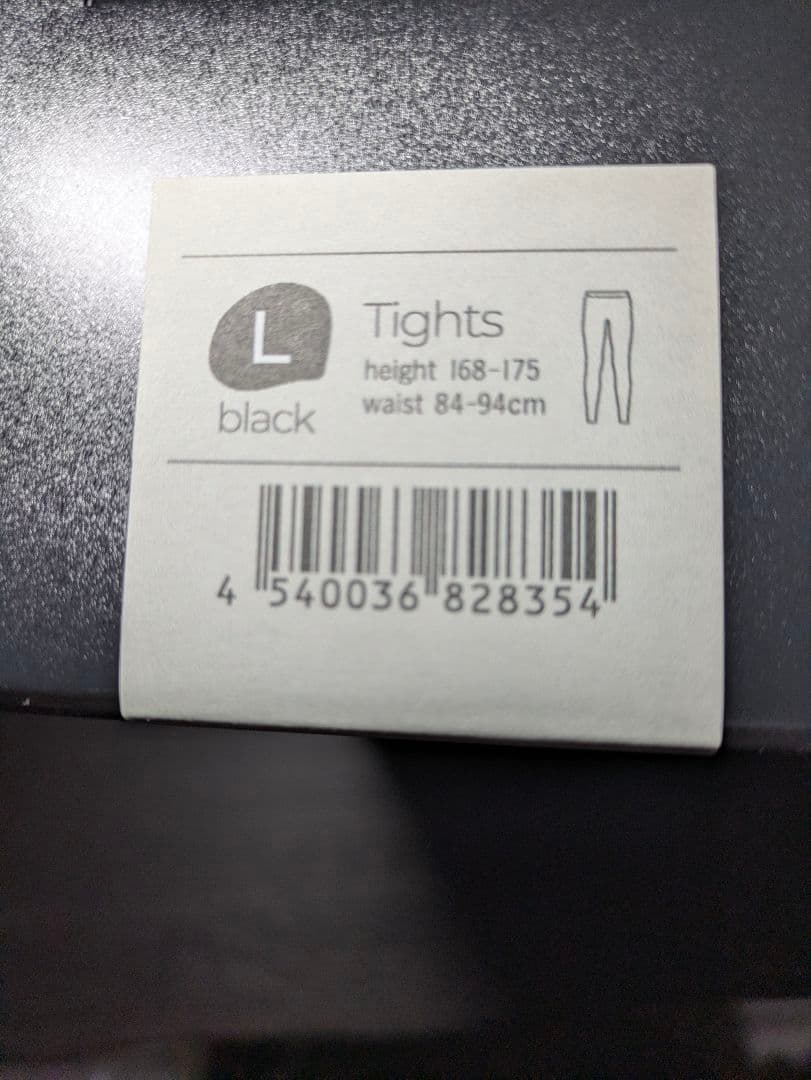 L
black
Tights
height 168-175
waist 84-94cm
4 540036 828354